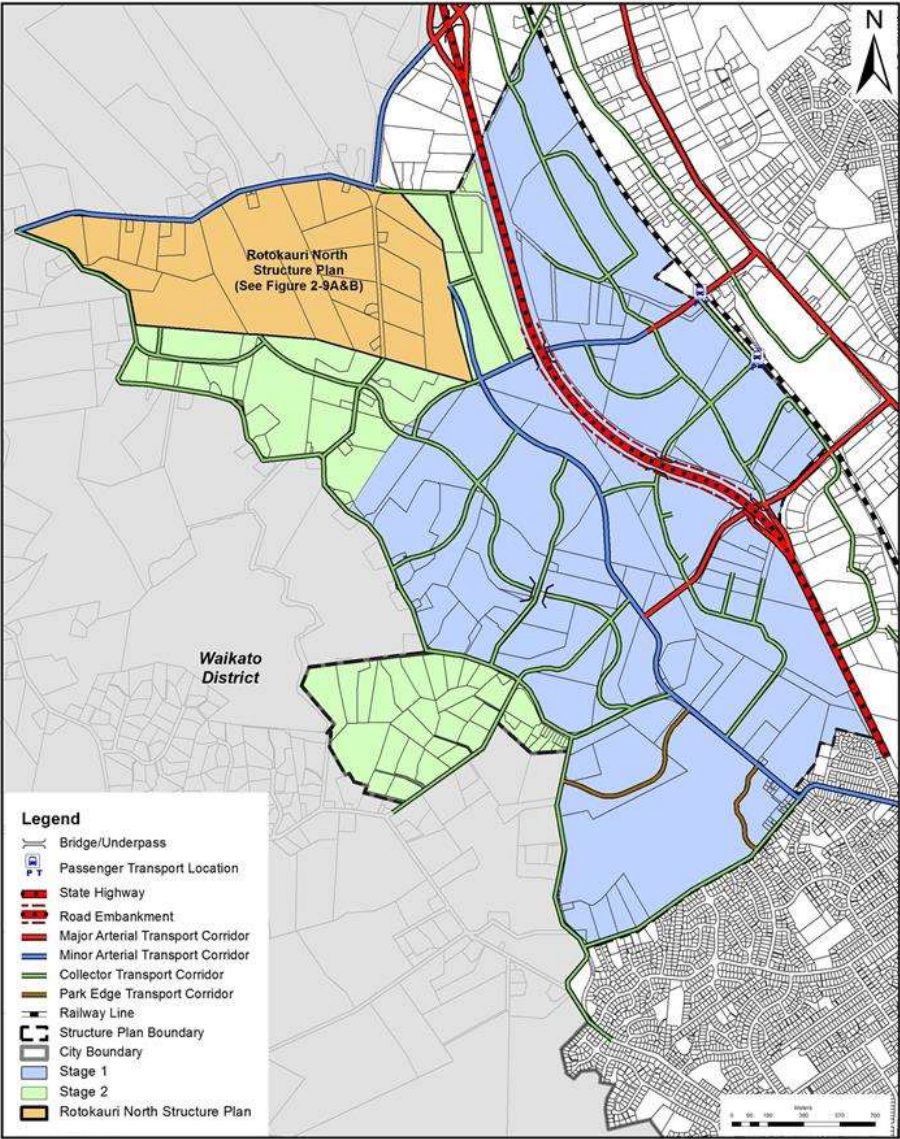 N
Rotokauri North
Structure Plan
(See Figure 2-9A&B)
P T
Waikato
District
Legend
Bridge/Underpass
P T
Passenger Transport Location
State Highway
Road Embankment
Major Arterial Transport Corridor
Minor Arterial Transport Corridor
Collector Transport Corridor
Park Edge Transport Corridor
Railway Line
Structure Plan Boundary
City Boundary
Stage 1
Stage 2
Rotokauri North Structure Plan
Meters